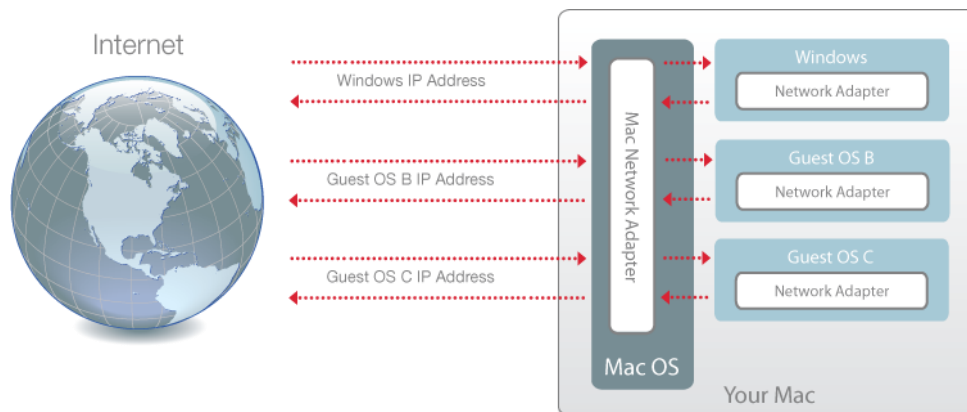 Internet
Windows IP Address
Guest OS B IP Address
Guest OS C IP Address
Mac Network Adapter
Mac OS
Windows
Network Adapter
Guest OS B
Network Adapter
Guest OS C
Network Adapter
Your Mac